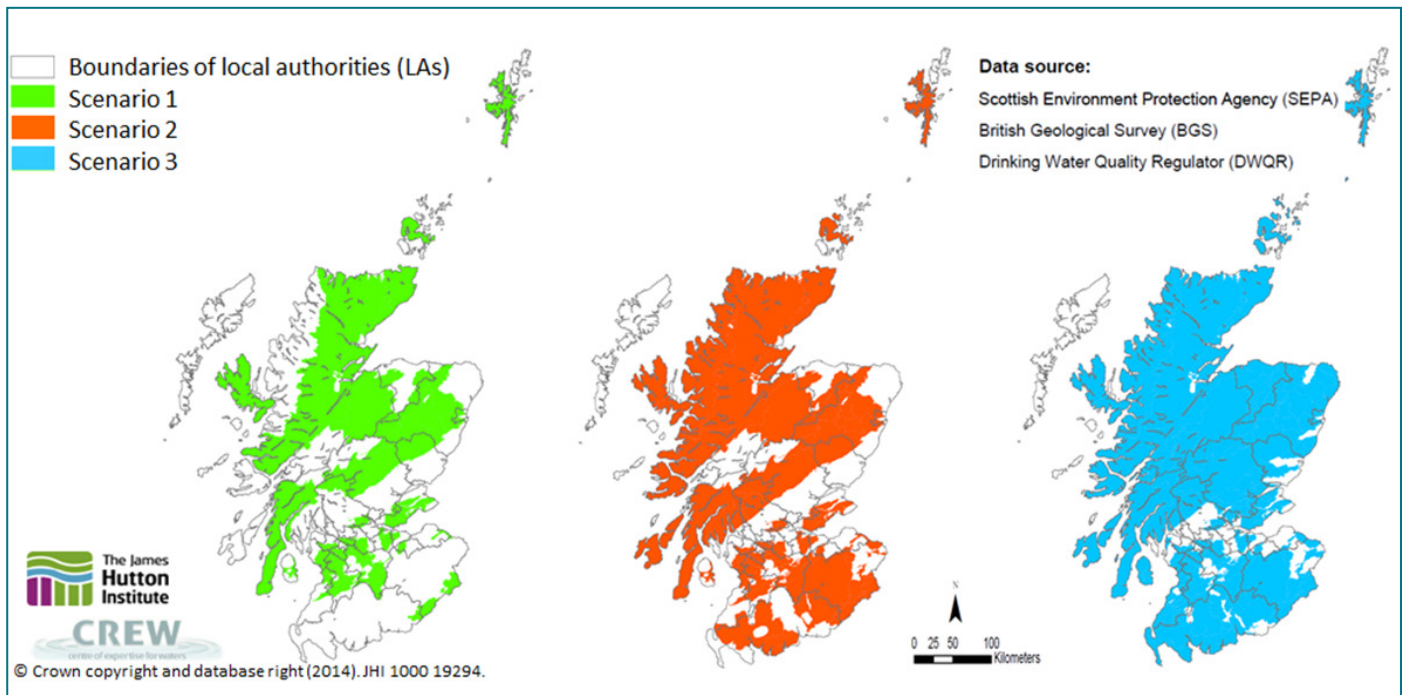 Boundaries of local authorities (LAs)
Scenario 1
Scenario 2
Scenario 3
Data source:
Scottish Environment Protection Agency (SEPA)
British Geological Survey (BGS)
Drinking Water Quality Regulator (DWQR)
The James
Hutton
Institute
CREW
centre of expertise for waters
© Crown copyright and database right (2014). JHI 1000 19294.
N
0 25 50 100
Kilometers